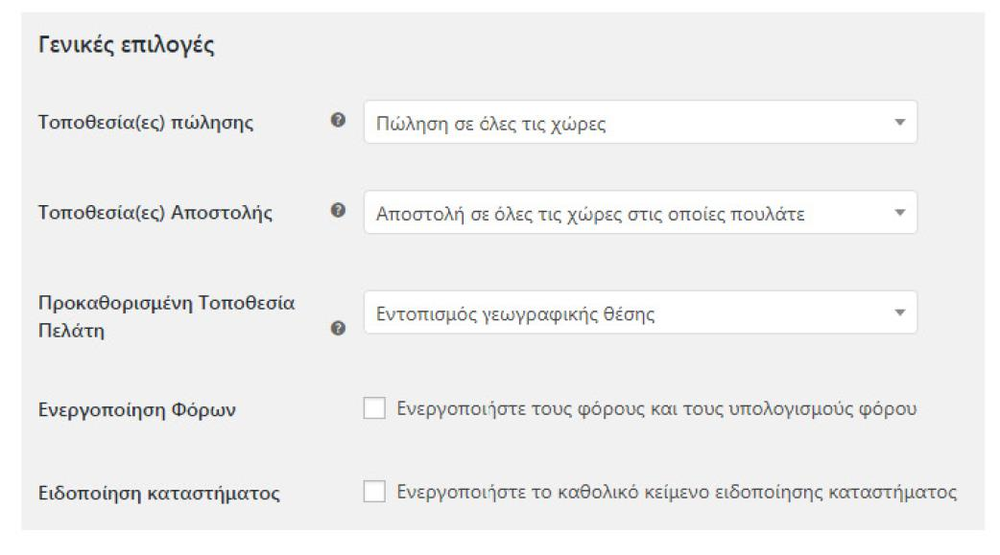 Γενικές επιλογές
Τοποθεσία(ες) πώλησης
Πώληση σε όλες τις χώρες
Τοποθεσία(ες) Αποστολής
Αποστολή σε όλες τις χώρες στις οποίες πουλάτε
Προκαθορισμένη Τοποθεσία
Πελάτη
Εντοπισμός γεωγραφικής θέσης
Ενεργοποίηση Φόρων
Ενεργοποιήστε τους φόρους και τους υπολογισμούς φόρου
Ειδοποίηση καταστήματος
Ενεργοποιήστε το καθολικό κείμενο ειδοποίησης καταστήματος